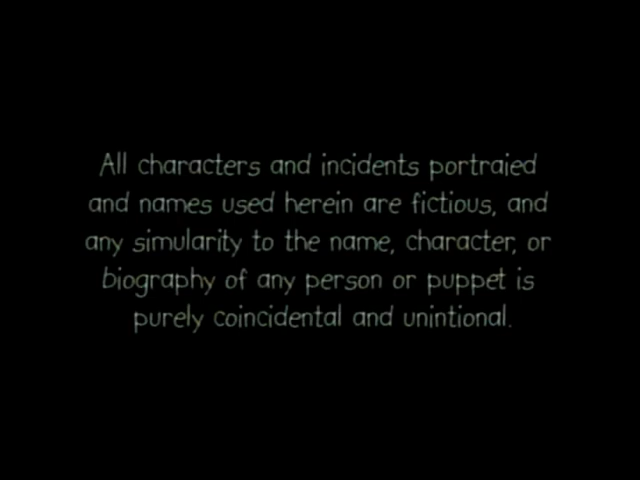 All characters and incidents portraied
and names used herein are fictious, and
any simularity to the name, character, or
biography of any person or puppet is
purely coincidental and unintional.